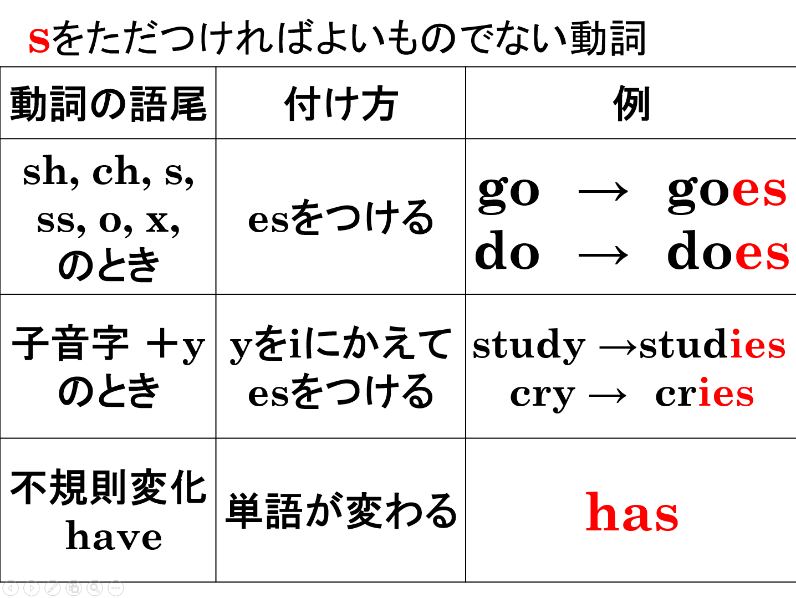 sをただつければよいものでない動詞
動詞の語尾 付け方 例
sh, ch, s,
ss, o, x,
のとき
esをつける
go → goes
do → does
子音字 ＋y
のとき
yをiにかえて
esをつける
study →studies
cry → cries
不規則変化
have
単語が変わる
has